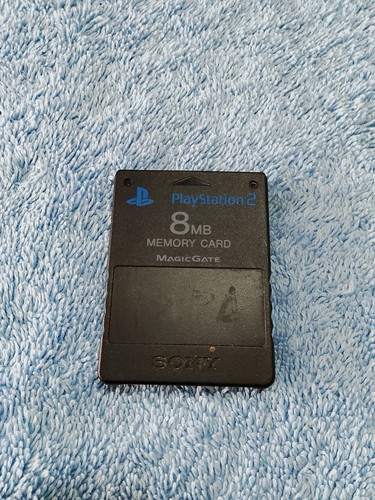 PlayStation 2
8MB
MEMORY CARD
MAGICGATE
SONY